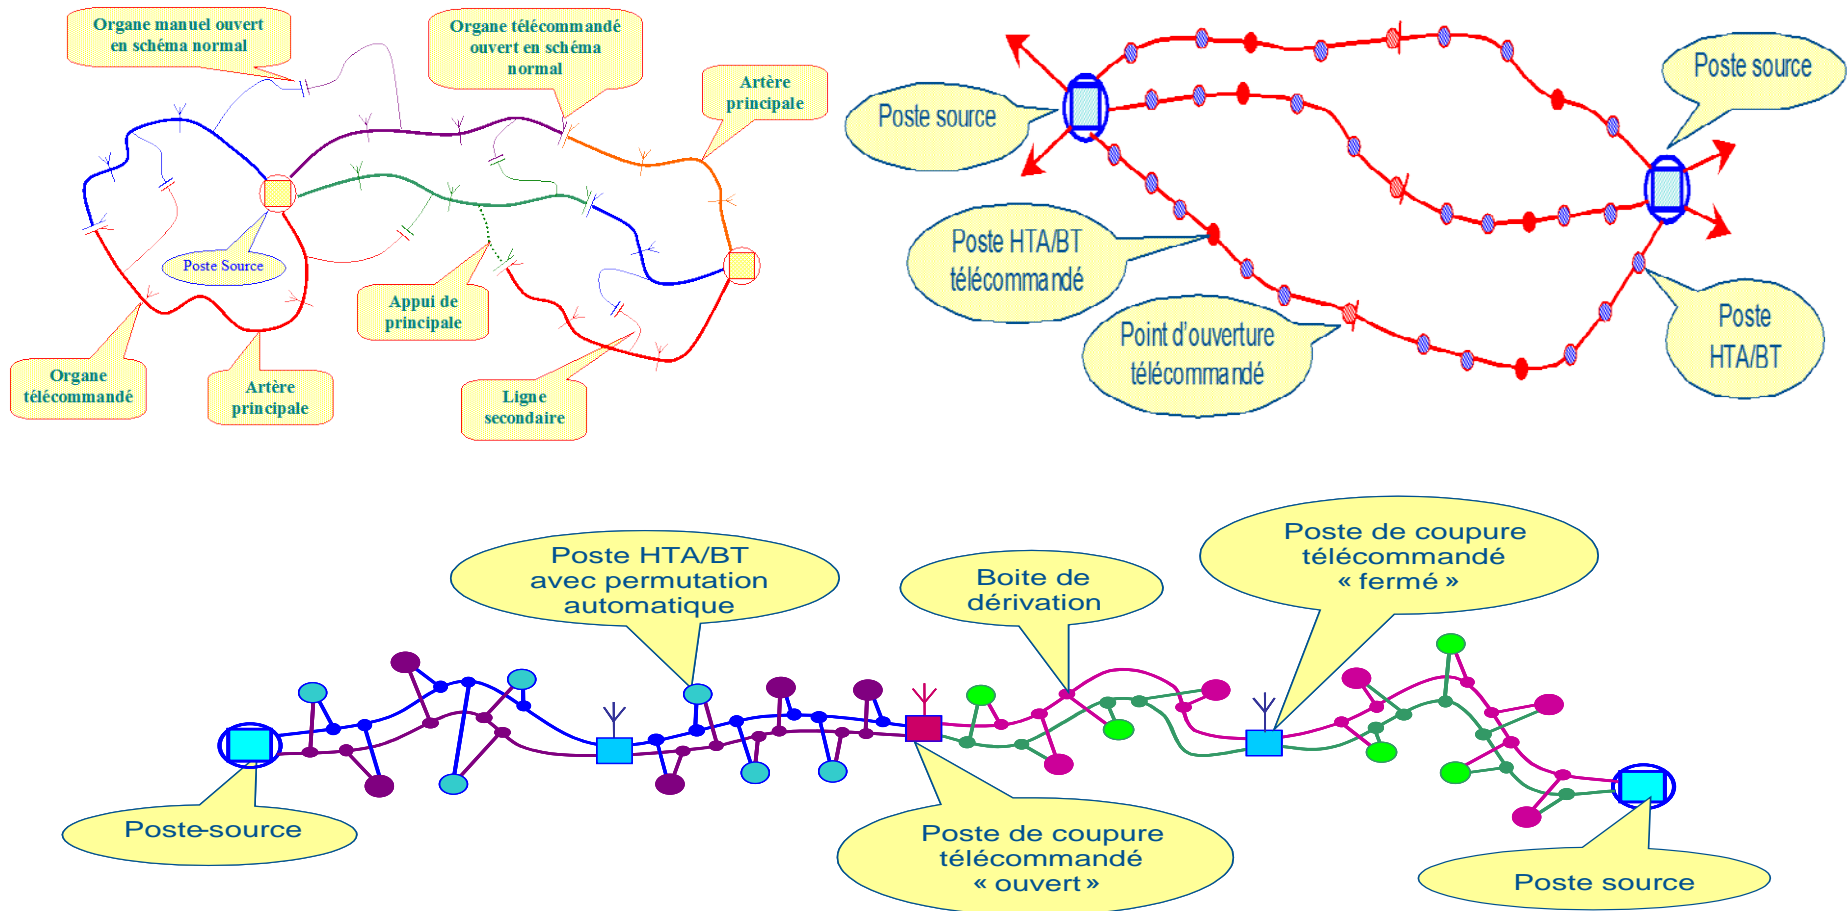 Organe manuel ouvert
en schéma normal
Organe télécommandé
ouvert en schéma
normal
Artère
principale
Poste Source
Appui de
principale
Organe
télécommandé
Artère
principale
Ligne
secondaire
Poste source
Poste source
Poste HTA/BT
télécommandé
Point d'ouverture
télécommandé
Poste
HTA/BT
Poste HTA/BT
avec permutation
automatique
Boite de
dérivation
Poste de coupure
télécommandé
« fermé »
Poste-source
Poste de coupure
télécommandé
« ouvert »
Poste source